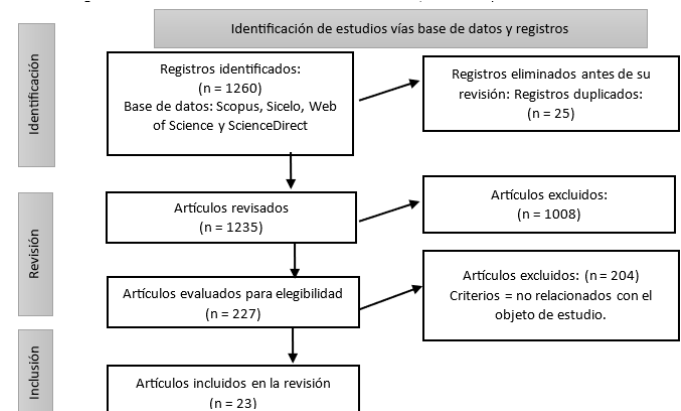 Identificación de estudios vías base de datos y registros
Identificación
Registros identificados:
(n = 1260)
Base de datos: Scopus, Sicelo, Web
of Science y ScienceDirect
Registros eliminados antes de su
revisión: Registros duplicados:
(n = 25)
Revisión
Artículos revisados
(n = 1235)
Artículos excluidos:
(n = 1008)
Artículos evaluados para elegibilidad
(n = 227)
Artículos excluidos: (n = 204)
Criterios = no relacionados con el
objeto de estudio.
Inclusión
Artículos incluidos en la revisión
(n = 23)